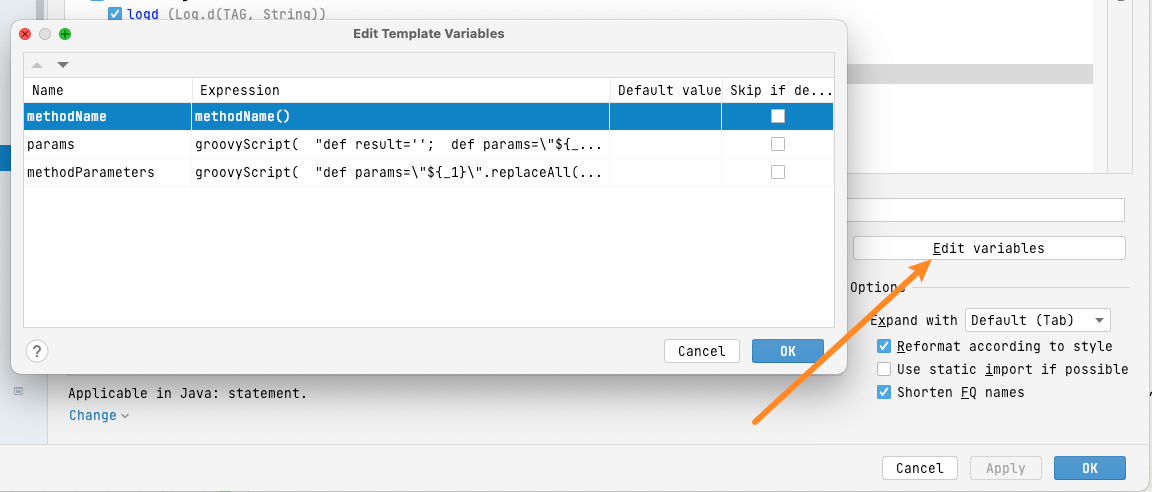 logd (Log.d(TAG, String))
Edit Template Variables
Name Expression Default value Skip if de...
methodName methodName()
params groovyScript( "def result=''; def params=\"${_...
methodParameters groovyScript( "def params=\"${_1}\".replaceAll(...
Edit variables
Options
Expand with Default (Tab)
? Cancel OK
Reformat according to style
Use static import if possible
Applicable in Java: statement.
Shorten FQ names
Change
Cancel Apply OK